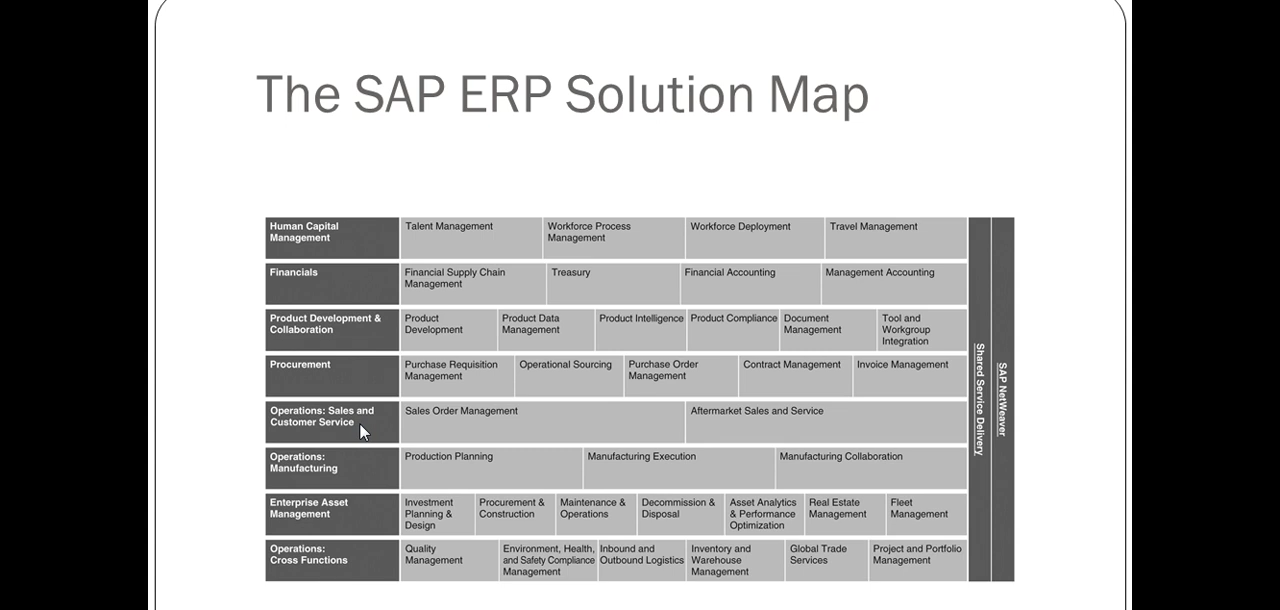 The SAP ERP Solution Map
Human Capital
Management
Talent Management
Workforce Process
Management
Workforce Deployment
Travel Management
Financials
Financial Supply Chain
Management
Treasury
Financial Accounting
Management Accounting
Product Development &
Collaboration
Product
Development
Product Data
Management
Product Intelligence
Product Compliance
Document
Management
Tool and
Workgroup
Integration
Procurement
Purchase Requisition
Management
Operational Sourcing
Purchase Order
Management
Contract Management
Invoice Management
Operations: Sales and
Customer Service
Sales Order Management
Aftermarket Sales and Service
Operations:
Manufacturing
Production Planning
Manufacturing Execution
Manufacturing Collaboration
Enterprise Asset
Management
Investment
Planning &
Design
Procurement &
Construction
Maintenance &
Operations
Decommission &
Disposal
Asset Analytics
& Performance
Optimization
Real Estate
Management
Fleet
Management
Operations:
Cross Functions
Quality
Management
Environment, Health,
and Safety Compliance
Management
Inbound and
Outbound Logistics
Inventory and
Warehouse
Management
Global Trade
Services
Project and Portfolio
Management
Shared Service Delivery
SAP NetWeaver